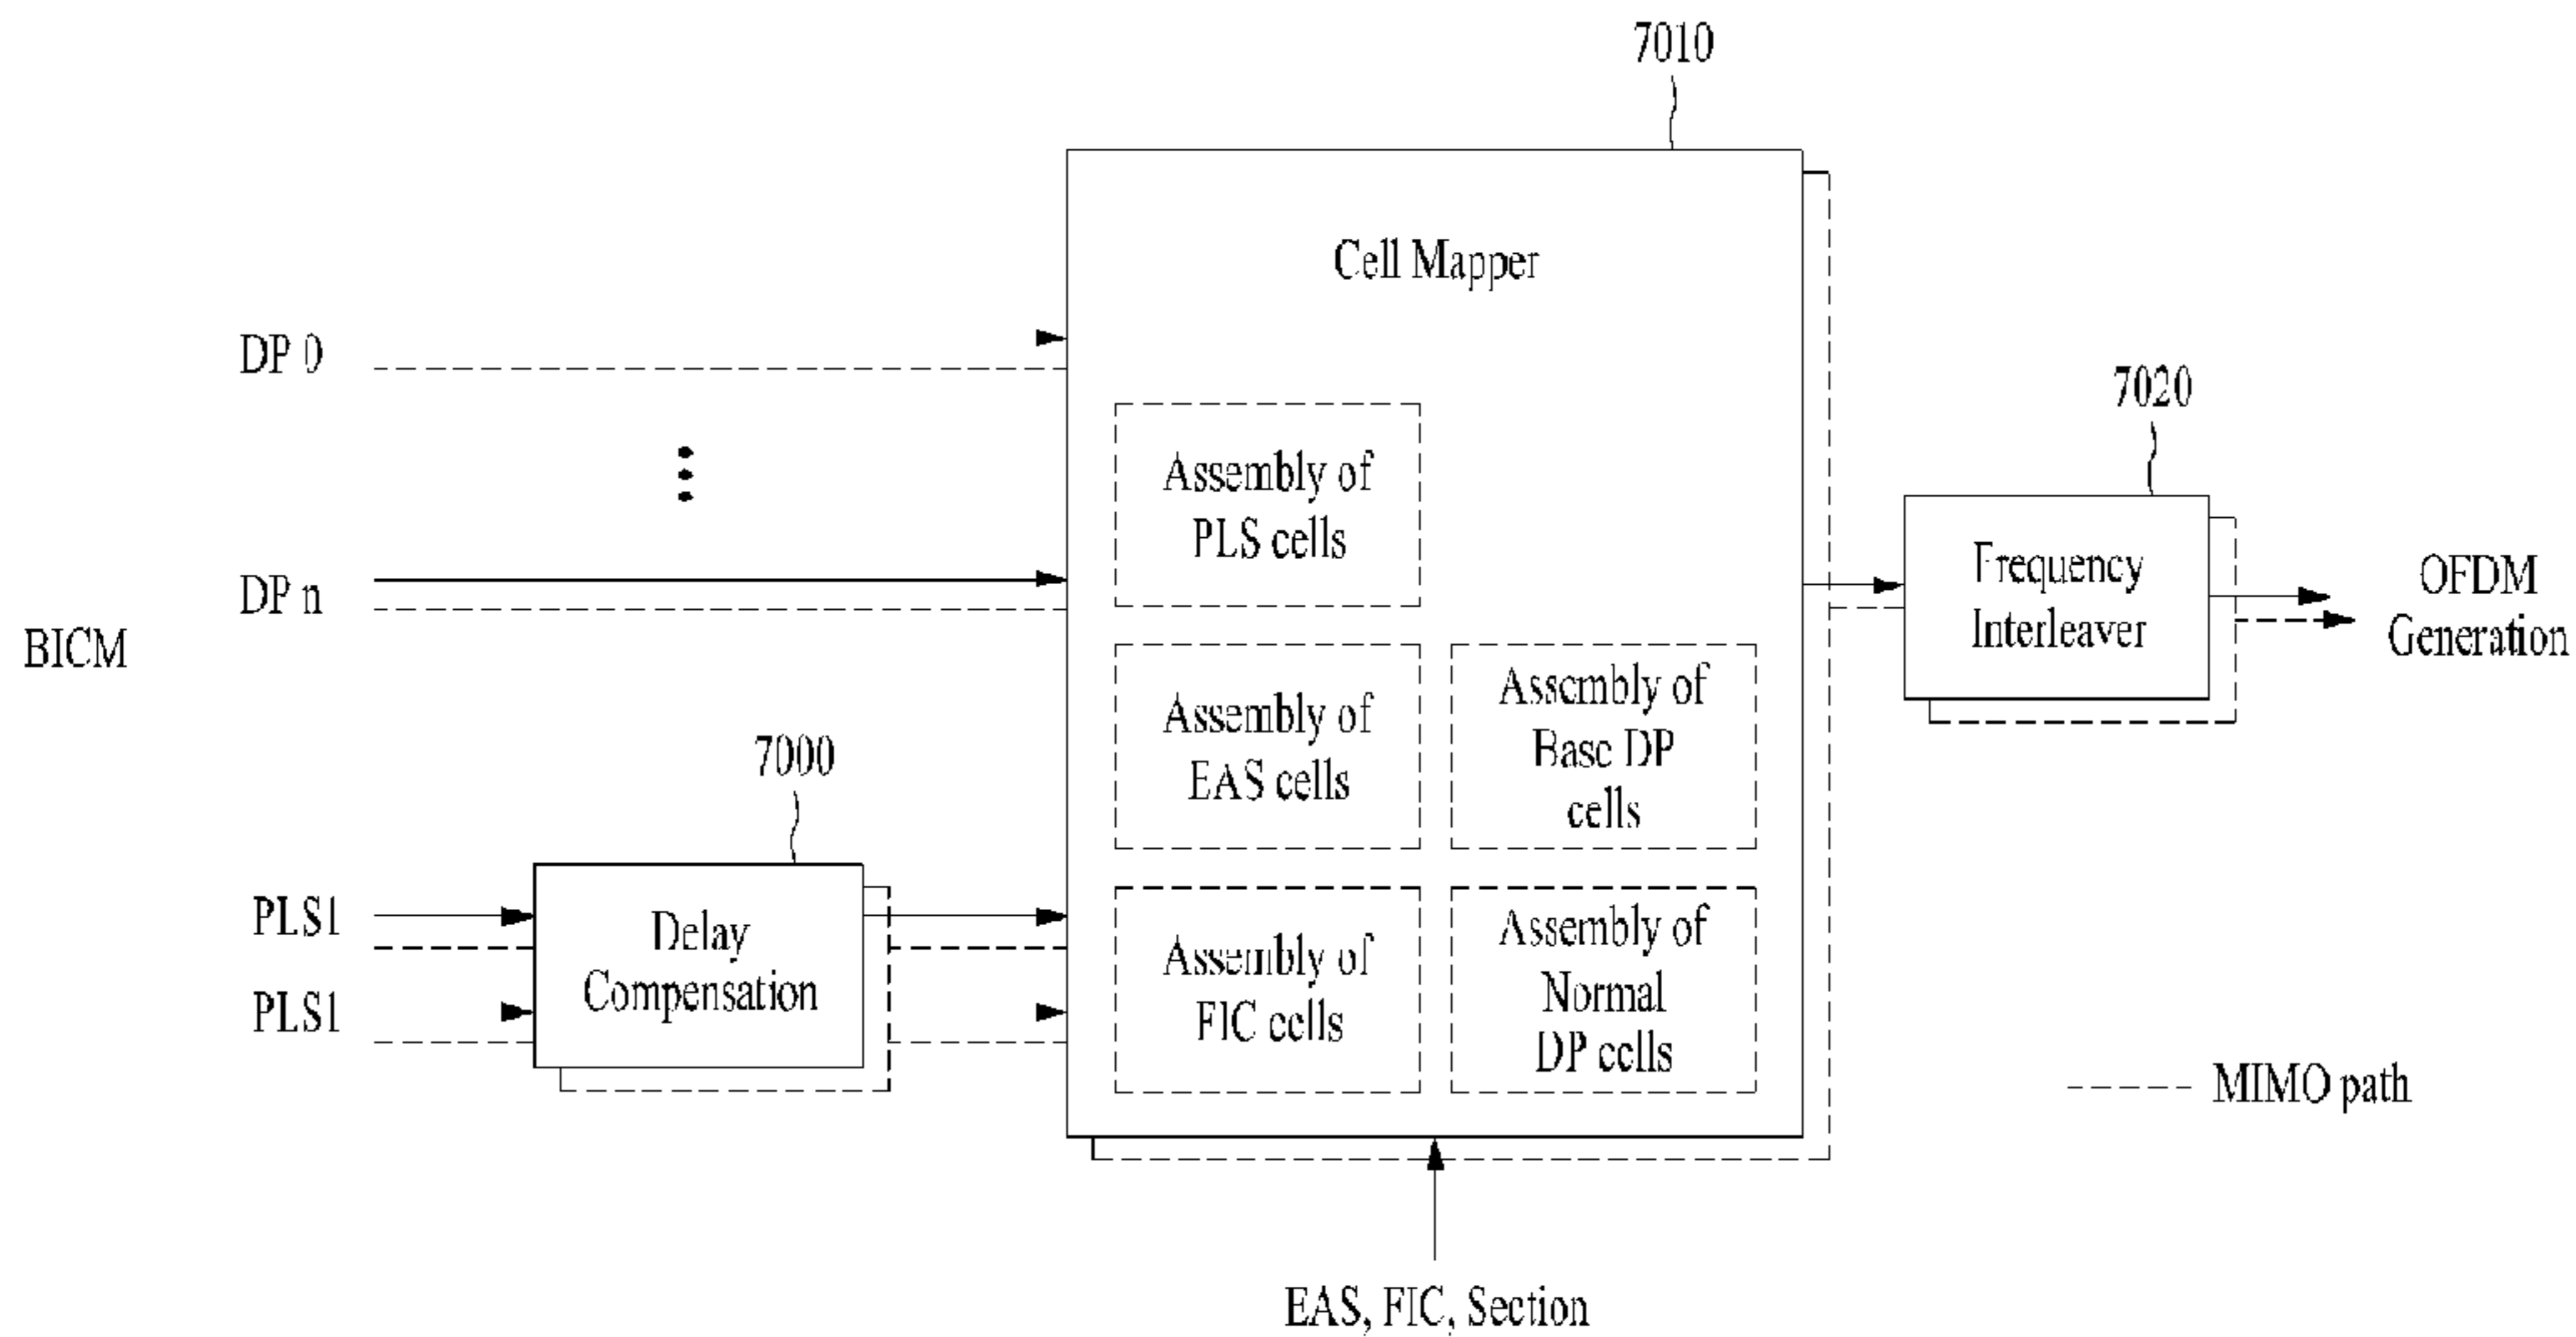 7010
Cell Mapper
DP 0
7020
Assembly of
PLS cells
Frequency
Interleaver
OFDM
Generation
DP n
BICM
Assembly of
EAS cells
Assembly of
Base DP
cells
7000
PLS1
Delay
Compensation
PLS1
Assembly of
FIC cells
Assembly of
Normal
DP cells
MIMO path
EAS, FIC, Section